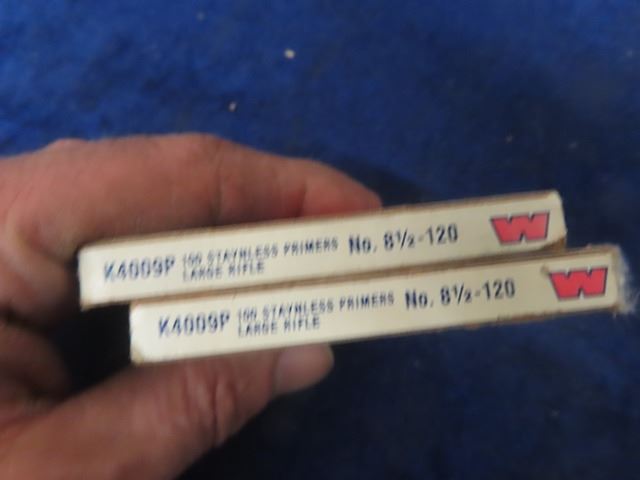 K4009P 100 STAYNLESS PRIMERS No. 8½-120 W
LARGE RIFLE
K4009P 100 STAYNLESS PRIMERS No. 8½-120 W
LARGE RIFLE